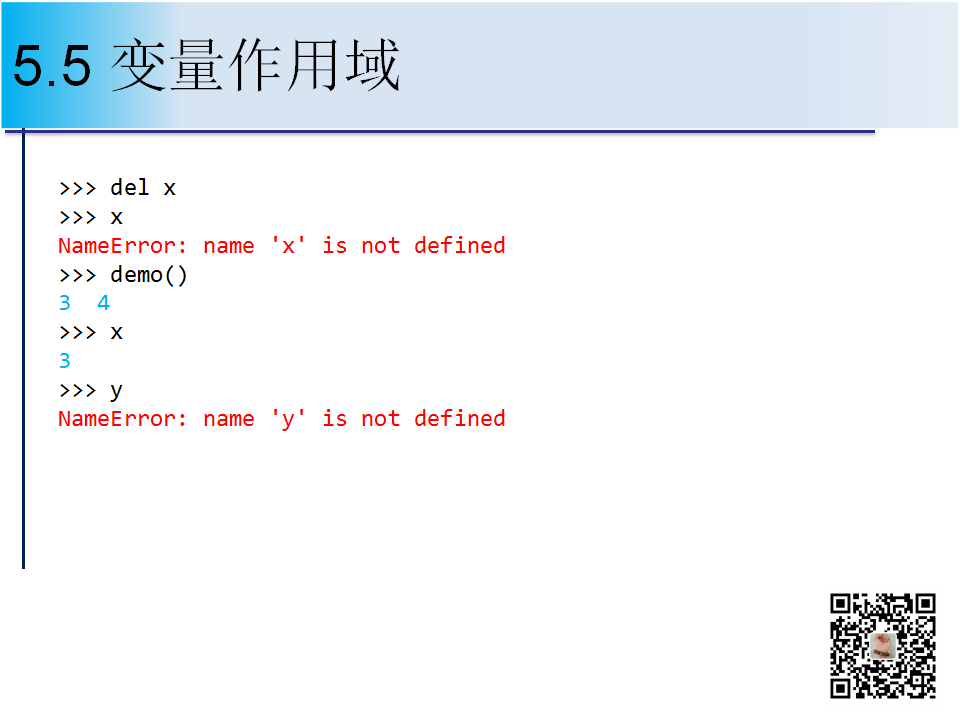 5.5 变量作用域
>>> del x
>>> x
NameError: name 'x' is not defined
>>> demo()
3  4
>>> x
3
>>> y
NameError: name 'y' is not defined